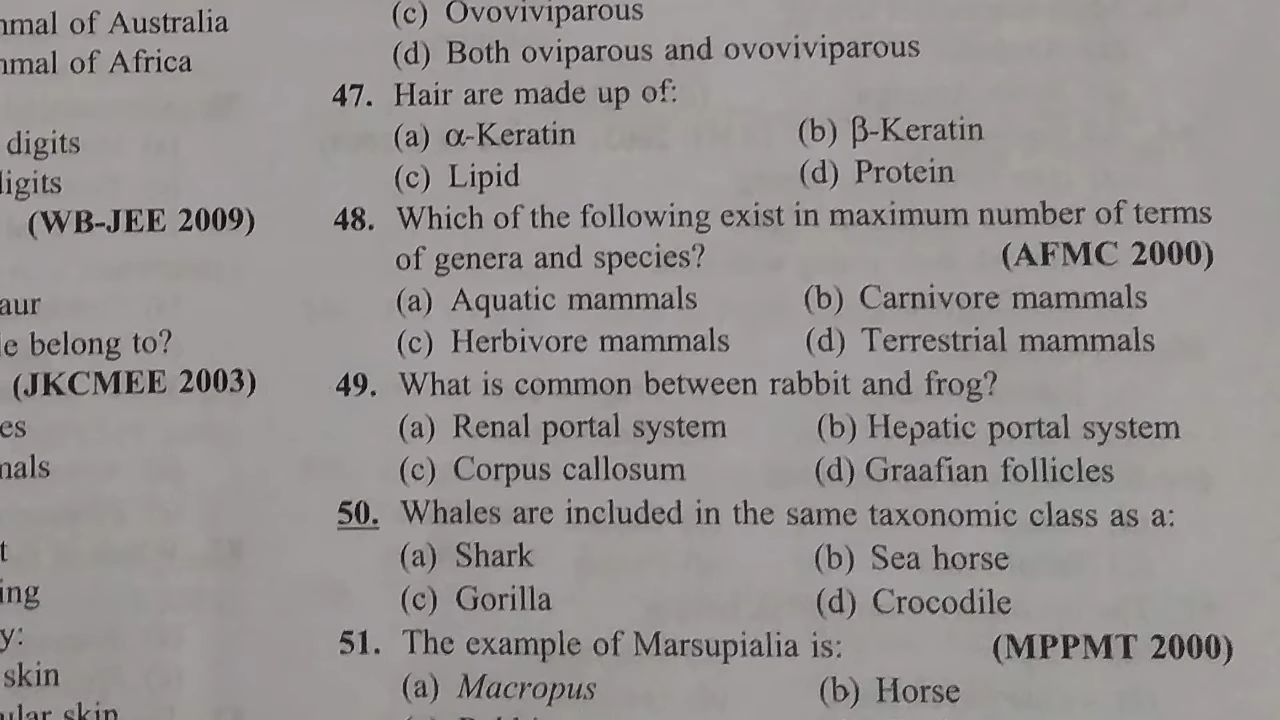 mal of Australia
mal of Africa
digits
igits
(WB-JEE 2009)
aur
e belong to?
(JKCMEE 2003)
es
nals
t
ing
y:
skin
ular skin
(c) Ovoviviparous
(d) Both oviparous and ovoviviparous
47. Hair are made up of:
(a) α-Keratin (b) β-Keratin
(c) Lipid (d) Protein
48. Which of the following exist in maximum number of terms
of genera and species? (AFMC 2000)
(a) Aquatic mammals (b) Carnivore mammals
(c) Herbivore mammals (d) Terrestrial mammals
49. What is common between rabbit and frog?
(a) Renal portal system (b) Hepatic portal system
(c) Corpus callosum (d) Graafian follicles
50. Whales are included in the same taxonomic class as a:
(a) Shark (b) Sea horse
(c) Gorilla (d) Crocodile
51. The example of Marsupialia is: (MPPMT 2000)
(a) Macropus (b) Horse